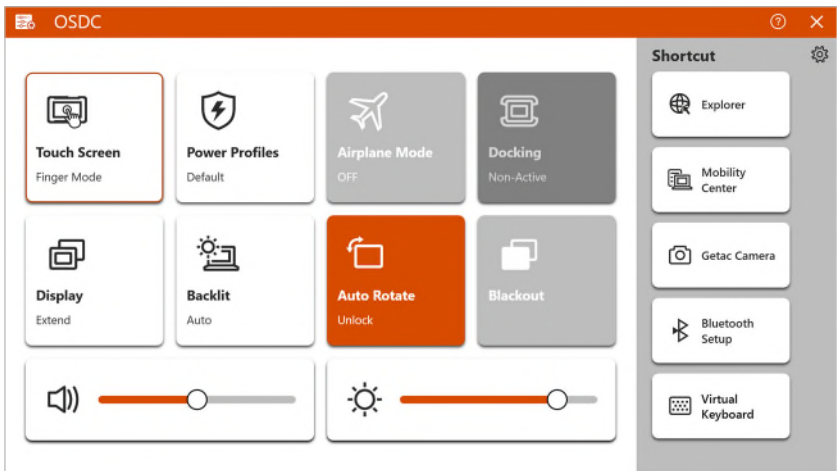 OSDC
Shortcut
Touch Screen
Finger Mode
Power Profiles
Default
Airplane Mode
OFF
Docking
Non-Active
Display
Extend
Backlit
Auto
Auto Rotate
Unlock
Blackout
Explorer
Mobility
Center
Getac Camera
Bluetooth
Setup
Virtual
Keyboard